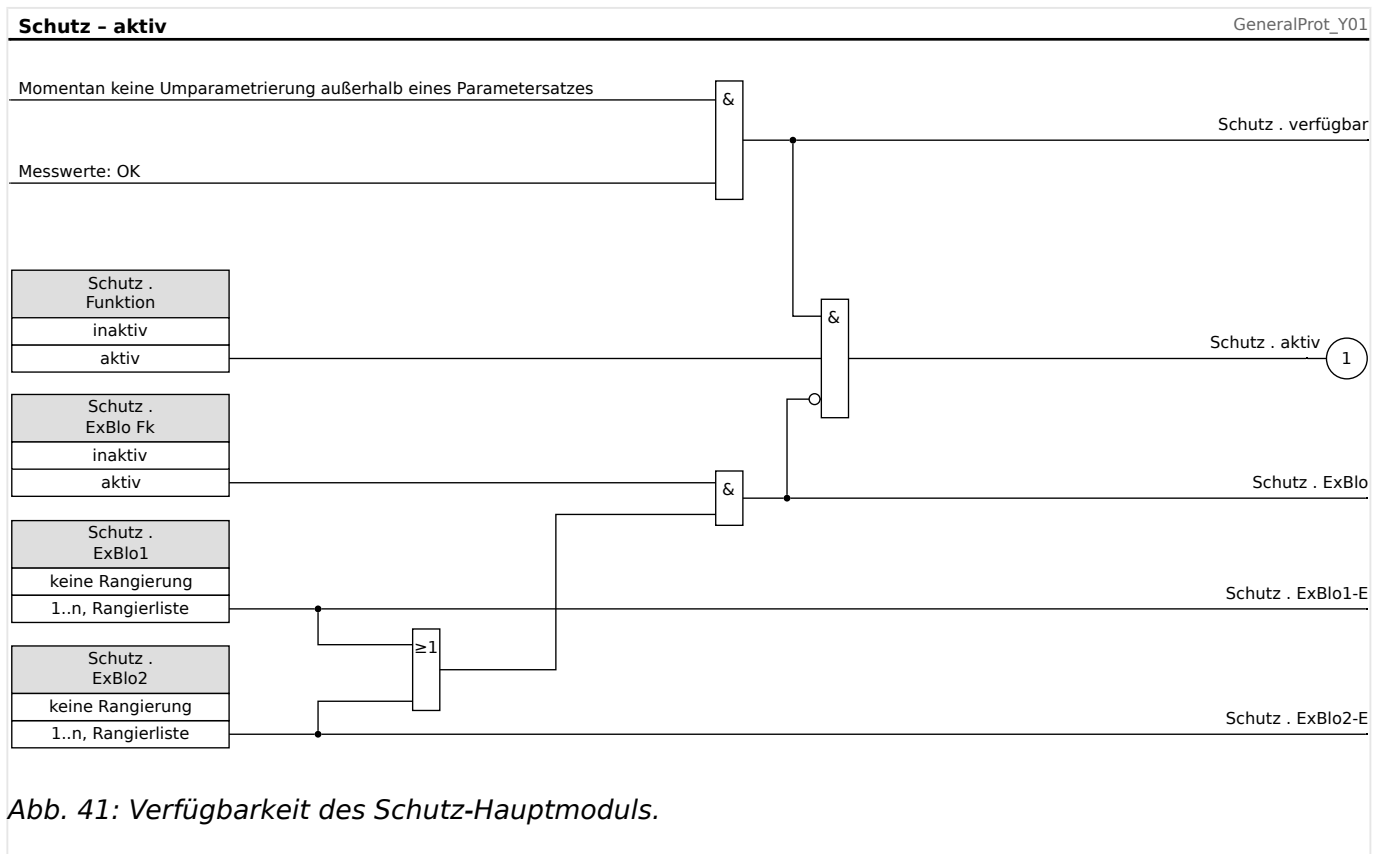 Schutz – aktiv
GeneralProt_Y01
Momentan keine Umparametrierung außerhalb eines Parametersatzes
&
Schutz . verfügbar
Messwerte: OK
Schutz .
Funktion
inaktiv
aktiv
&
Schutz . aktiv
1
Schutz .
ExBlo Fk
inaktiv
aktiv
&
Schutz . ExBlo
Schutz .
ExBlo1
keine Rangierung
1..n, Rangierliste
Schutz . ExBlo1-E
≥1
Schutz .
ExBlo2
keine Rangierung
1..n, Rangierliste
Schutz . ExBlo2-E
Abb. 41: Verfügbarkeit des Schutz-Hauptmoduls.